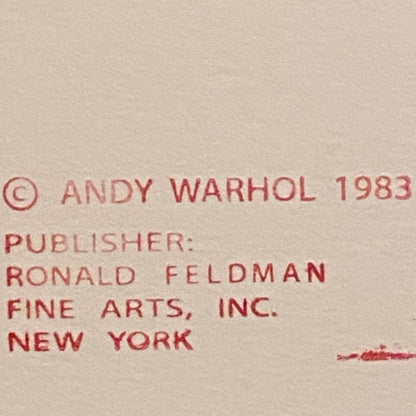 © ANDY WARHOL 1983
PUBLISHER:
RONALD FELDMAN
FINE ARTS, INC.
NEW YORK